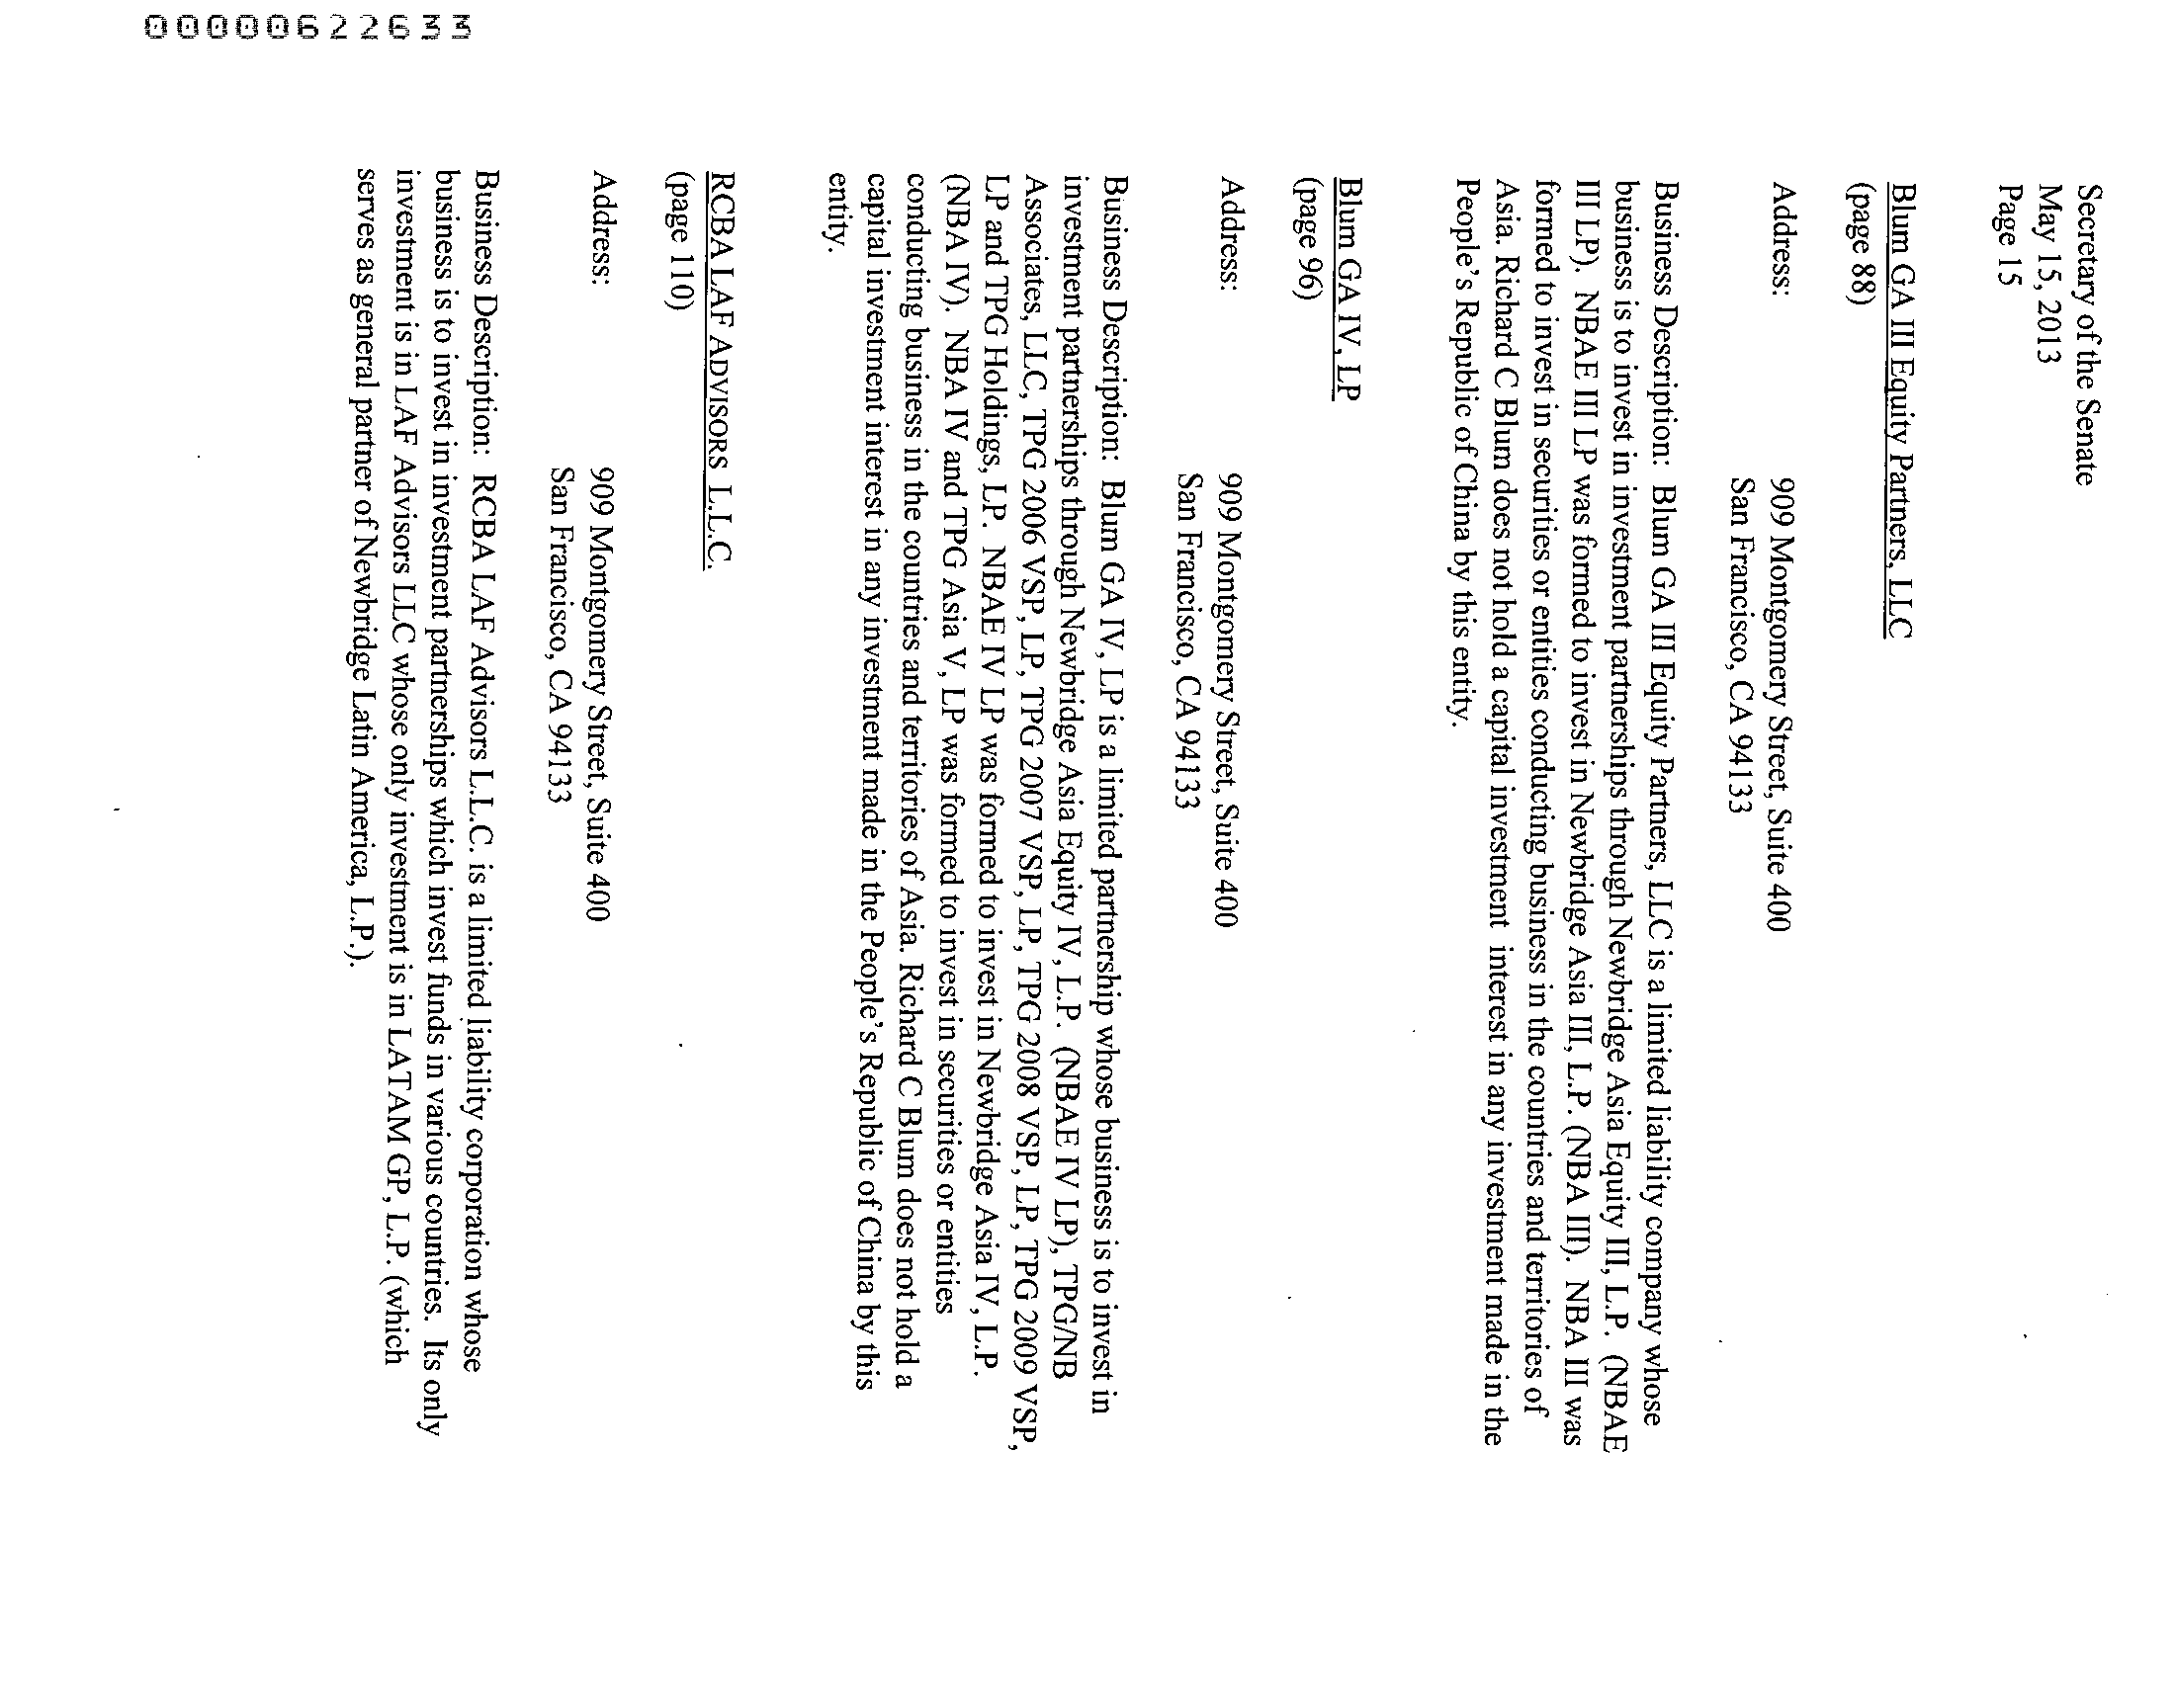 00000622633
Secretary of the Senate
May 15, 2013
Page 15
Blum GA III Equity Partners, LLC
(page 88)
Address: 909 Montgomery Street, Suite 400
San Francisco, CA 94133
Business Description: Blum GA III Equity Partners, LLC is a limited liability company whose
business is to invest in investment partnerships through Newbridge Asia Equity III, L.P. (NBAE
III LP). NBAE III LP was formed to invest in Newbridge Asia III, L.P. (NBA III). NBA III was
formed to invest in securities or entities conducting business in the countries and territories of
Asia. Richard C Blum does not hold a capital investment interest in any investment made in the
People's Republic of China by this entity.
Blum GA IV, LP
(page 96)
Address: 909 Montgomery Street, Suite 400
San Francisco, CA 94133
Business Description: Blum GA IV, LP is a limited partnership whose business is to invest in
investment partnerships through Newbridge Asia Equity IV, L.P. (NBAE IV LP), TPG/NB
Associates, LLC, TPG 2006 VSP, LP, TPG 2007 VSP, LP, TPG 2008 VSP, LP, TPG 2009 VSP,
LP and TPG Holdings, LP. NBAE IV LP was formed to invest in Newbridge Asia IV, L.P.
(NBA IV). NBA IV and TPG Asia V, LP was formed to invest in securities or entities
conducting business in the countries and territories of Asia. Richard C Blum does not hold a
capital investment interest in any investment made in the People's Republic of China by this
entity.
RCBA LAF ADVISORS L.L.C.
(page 110)
Address: 909 Montgomery Street, Suite 400
San Francisco, CA 94133
Business Description: RCBA LAF Advisors L.L.C. is a limited liability corporation whose
business is to invest in investment partnerships which invest funds in various countries. Its only
investment is in LAF Advisors LLC whose only investment is in LATAM GP, L.P. (which
serves as general partner of Newbridge Latin America, L.P.).